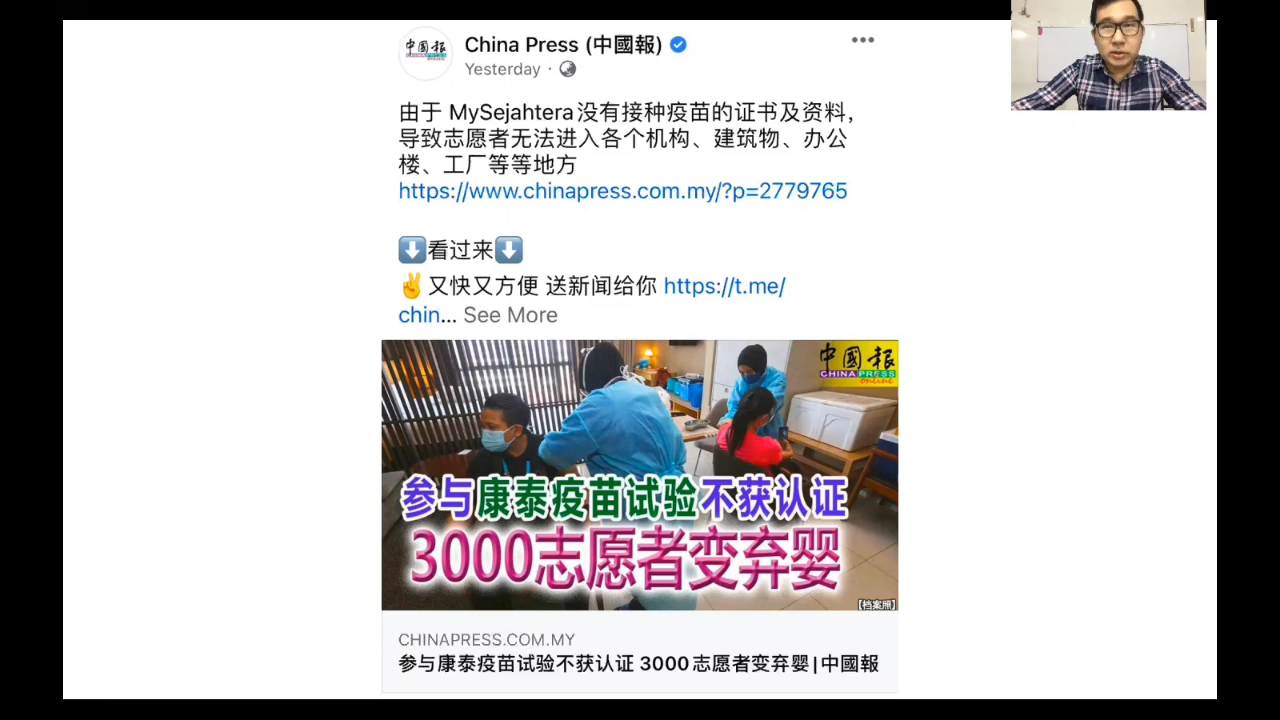 中國報
CHINA PRESS
China Press (中國報)
Yesterday ·
由于 MySejahtera没有接种疫苗的证书及资料，
导致志愿者无法进入各个机构、建筑物、办公
楼、工厂等等地方
https://www.chinapress.com.my/?p=2779765
⬇️看过来⬇️
✌️又快又方便 送新闻给你 https://t.me/
chin... See More
中國報
CHINA PRESS
online
参与康泰疫苗试验不获认证
3000志愿者变弃婴
【档案照】
CHINAPRESS.COM.MY
参与康泰疫苗试验不获认证 3000志愿者变弃婴|中國報